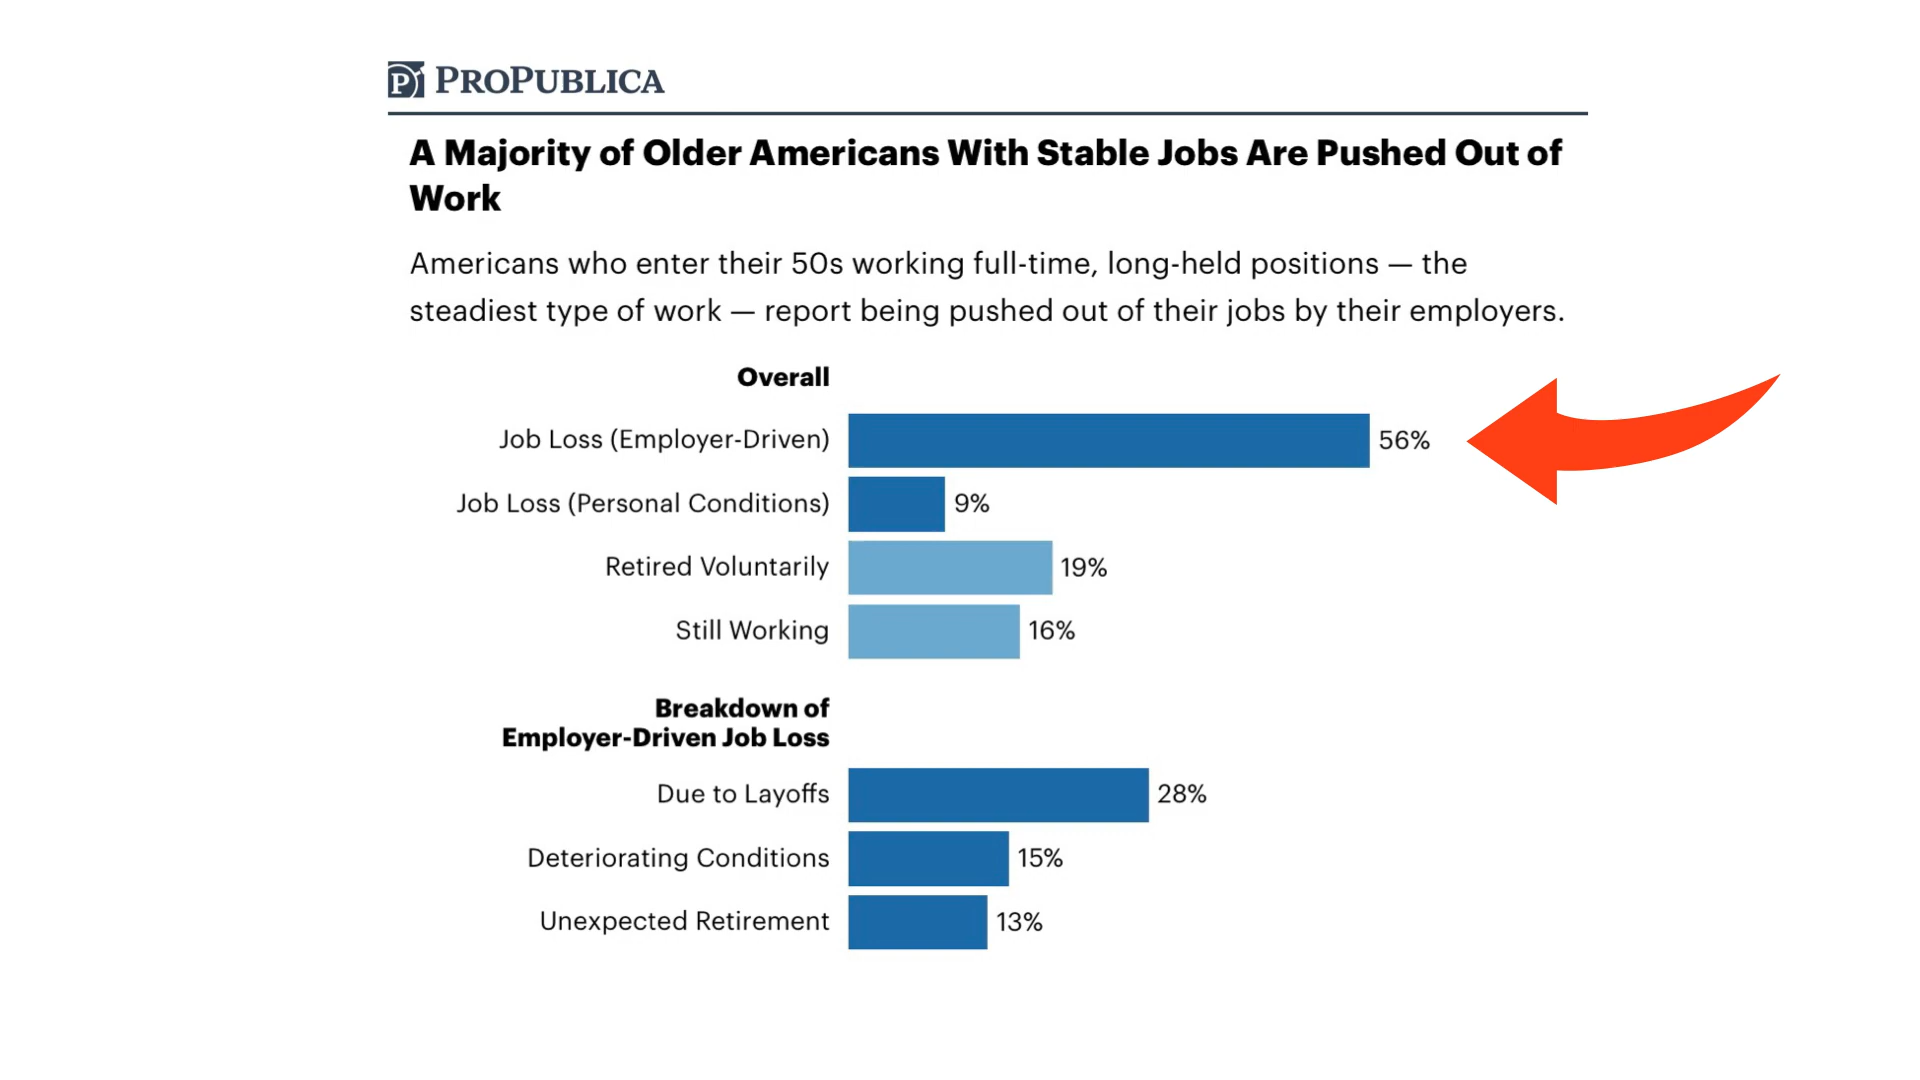 PROPUBLICA
A Majority of Older Americans With Stable Jobs Are Pushed Out of
Work
Americans who enter their 50s working full-time, long-held positions — the
steadiest type of work — report being pushed out of their jobs by their employers.
Overall
Job Loss (Employer-Driven) 56%
Job Loss (Personal Conditions) 9%
Retired Voluntarily 19%
Still Working 16%
Breakdown of
Employer-Driven Job Loss
Due to Layoffs 28%
Deteriorating Conditions 15%
Unexpected Retirement 13%